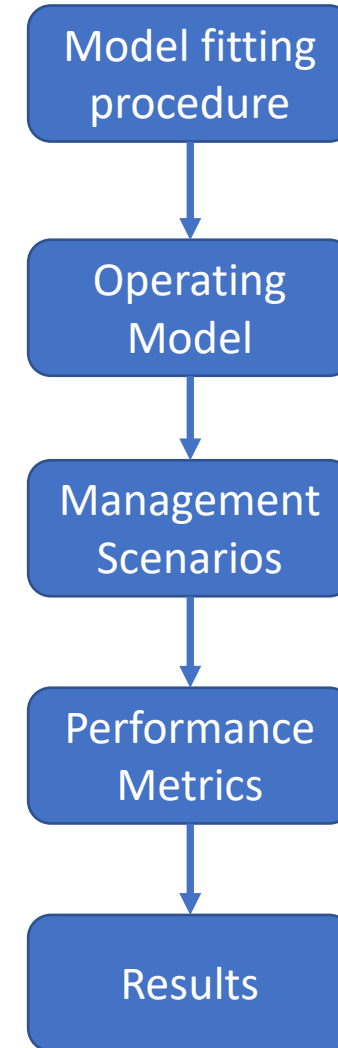 Model fitting
procedure
Operating
Model
Management
Scenarios
Performance
Metrics
Results